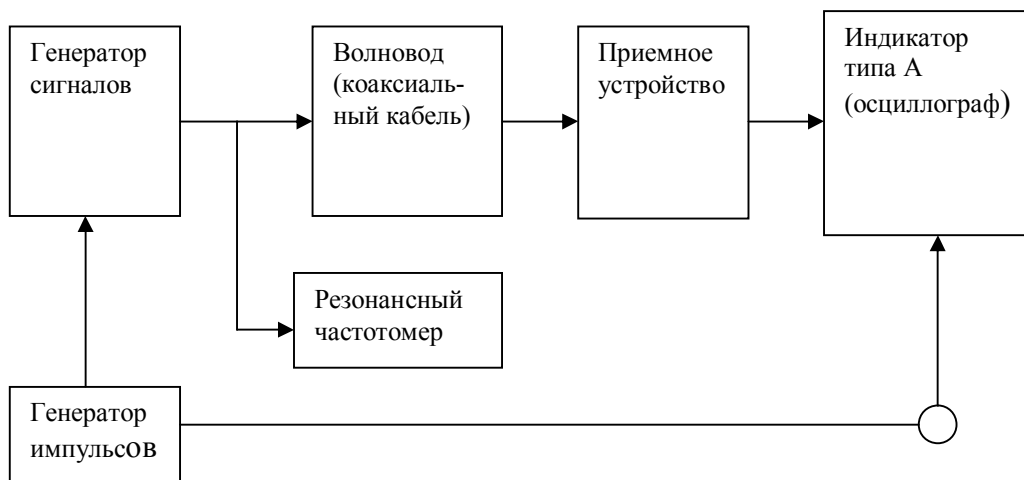 Генератор
сигналов
Волновод
(коаксиаль-
ный кабель)
Приемное
устройство
Индикатор
типа А
(осциллограф)
Резонансный
частотомер
Генератор
импульсов